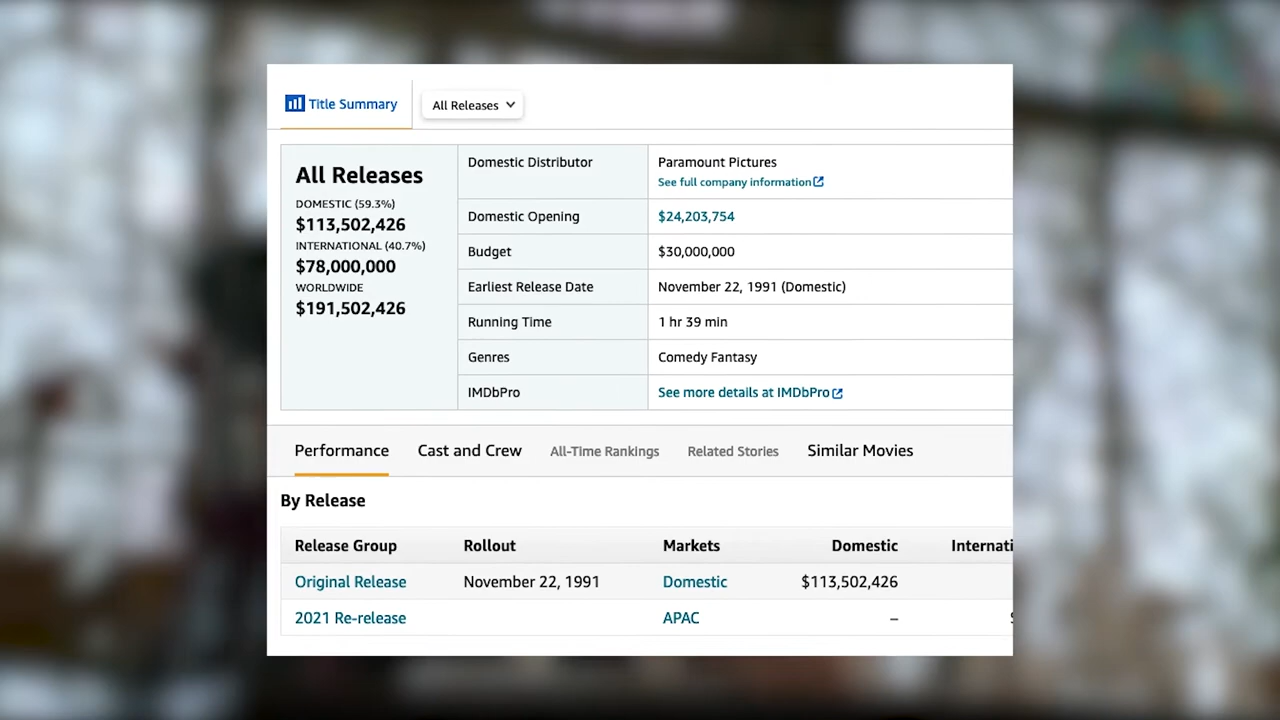 Title Summary
All Releases
All Releases
DOMESTIC (59.3%)
$113,502,426
INTERNATIONAL (40.7%)
$78,000,000
WORLDWIDE
$191,502,426
Domestic Distributor
Paramount Pictures
See full company information
Domestic Opening
$24,203,754
Budget
$30,000,000
Earliest Release Date
November 22, 1991 (Domestic)
Running Time
1 hr 39 min
Genres
Comedy Fantasy
IMDbPro
See more details at IMDbPro
Performance Cast and Crew All-Time Rankings Related Stories Similar Movies
By Release
Release Group Rollout Markets Domestic Internati
Original Release November 22, 1991 Domestic $113,502,426
2021 Re-release APAC –